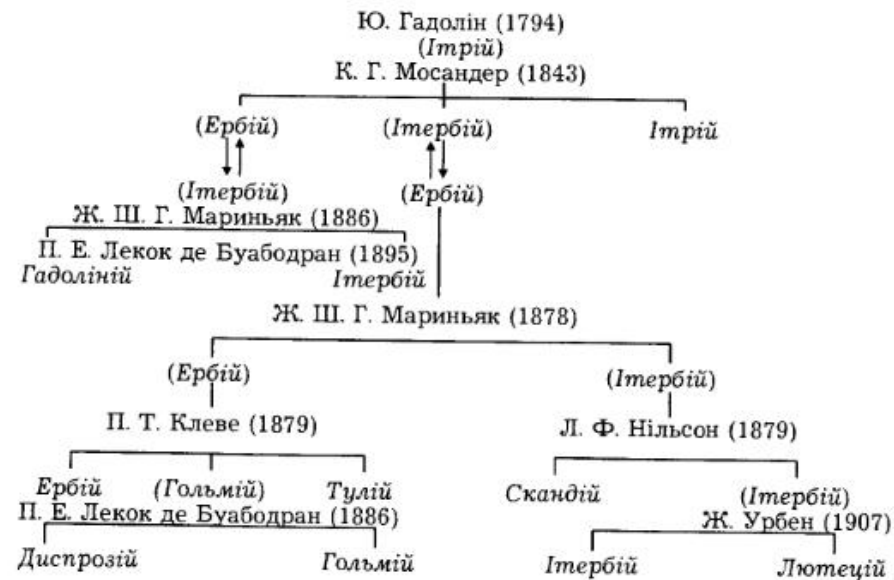 Ю. Гадолін (1794)
(Ітрій)
К. Г. Мосандер (1843)
(Ербій) (Ітербій) Ітрій
(Ітербій) (Ербій)
Ж. Ш. Г. Мариньяк (1886)
П. Е. Лекок де Буабодран (1895)
Гадоліній Ітербій
Ж. Ш. Г. Мариньяк (1878)
(Ербій) (Ітербій)
П. Т. Клеве (1879) Л. Ф. Нільсон (1879)
Ербій (Гольмій) Тулій Скандій (Ітербій)
П. Е. Лекок де Буабодран (1886) Ж. Урбен (1907)
Диспрозій Гольмій Ітербій Лютецій